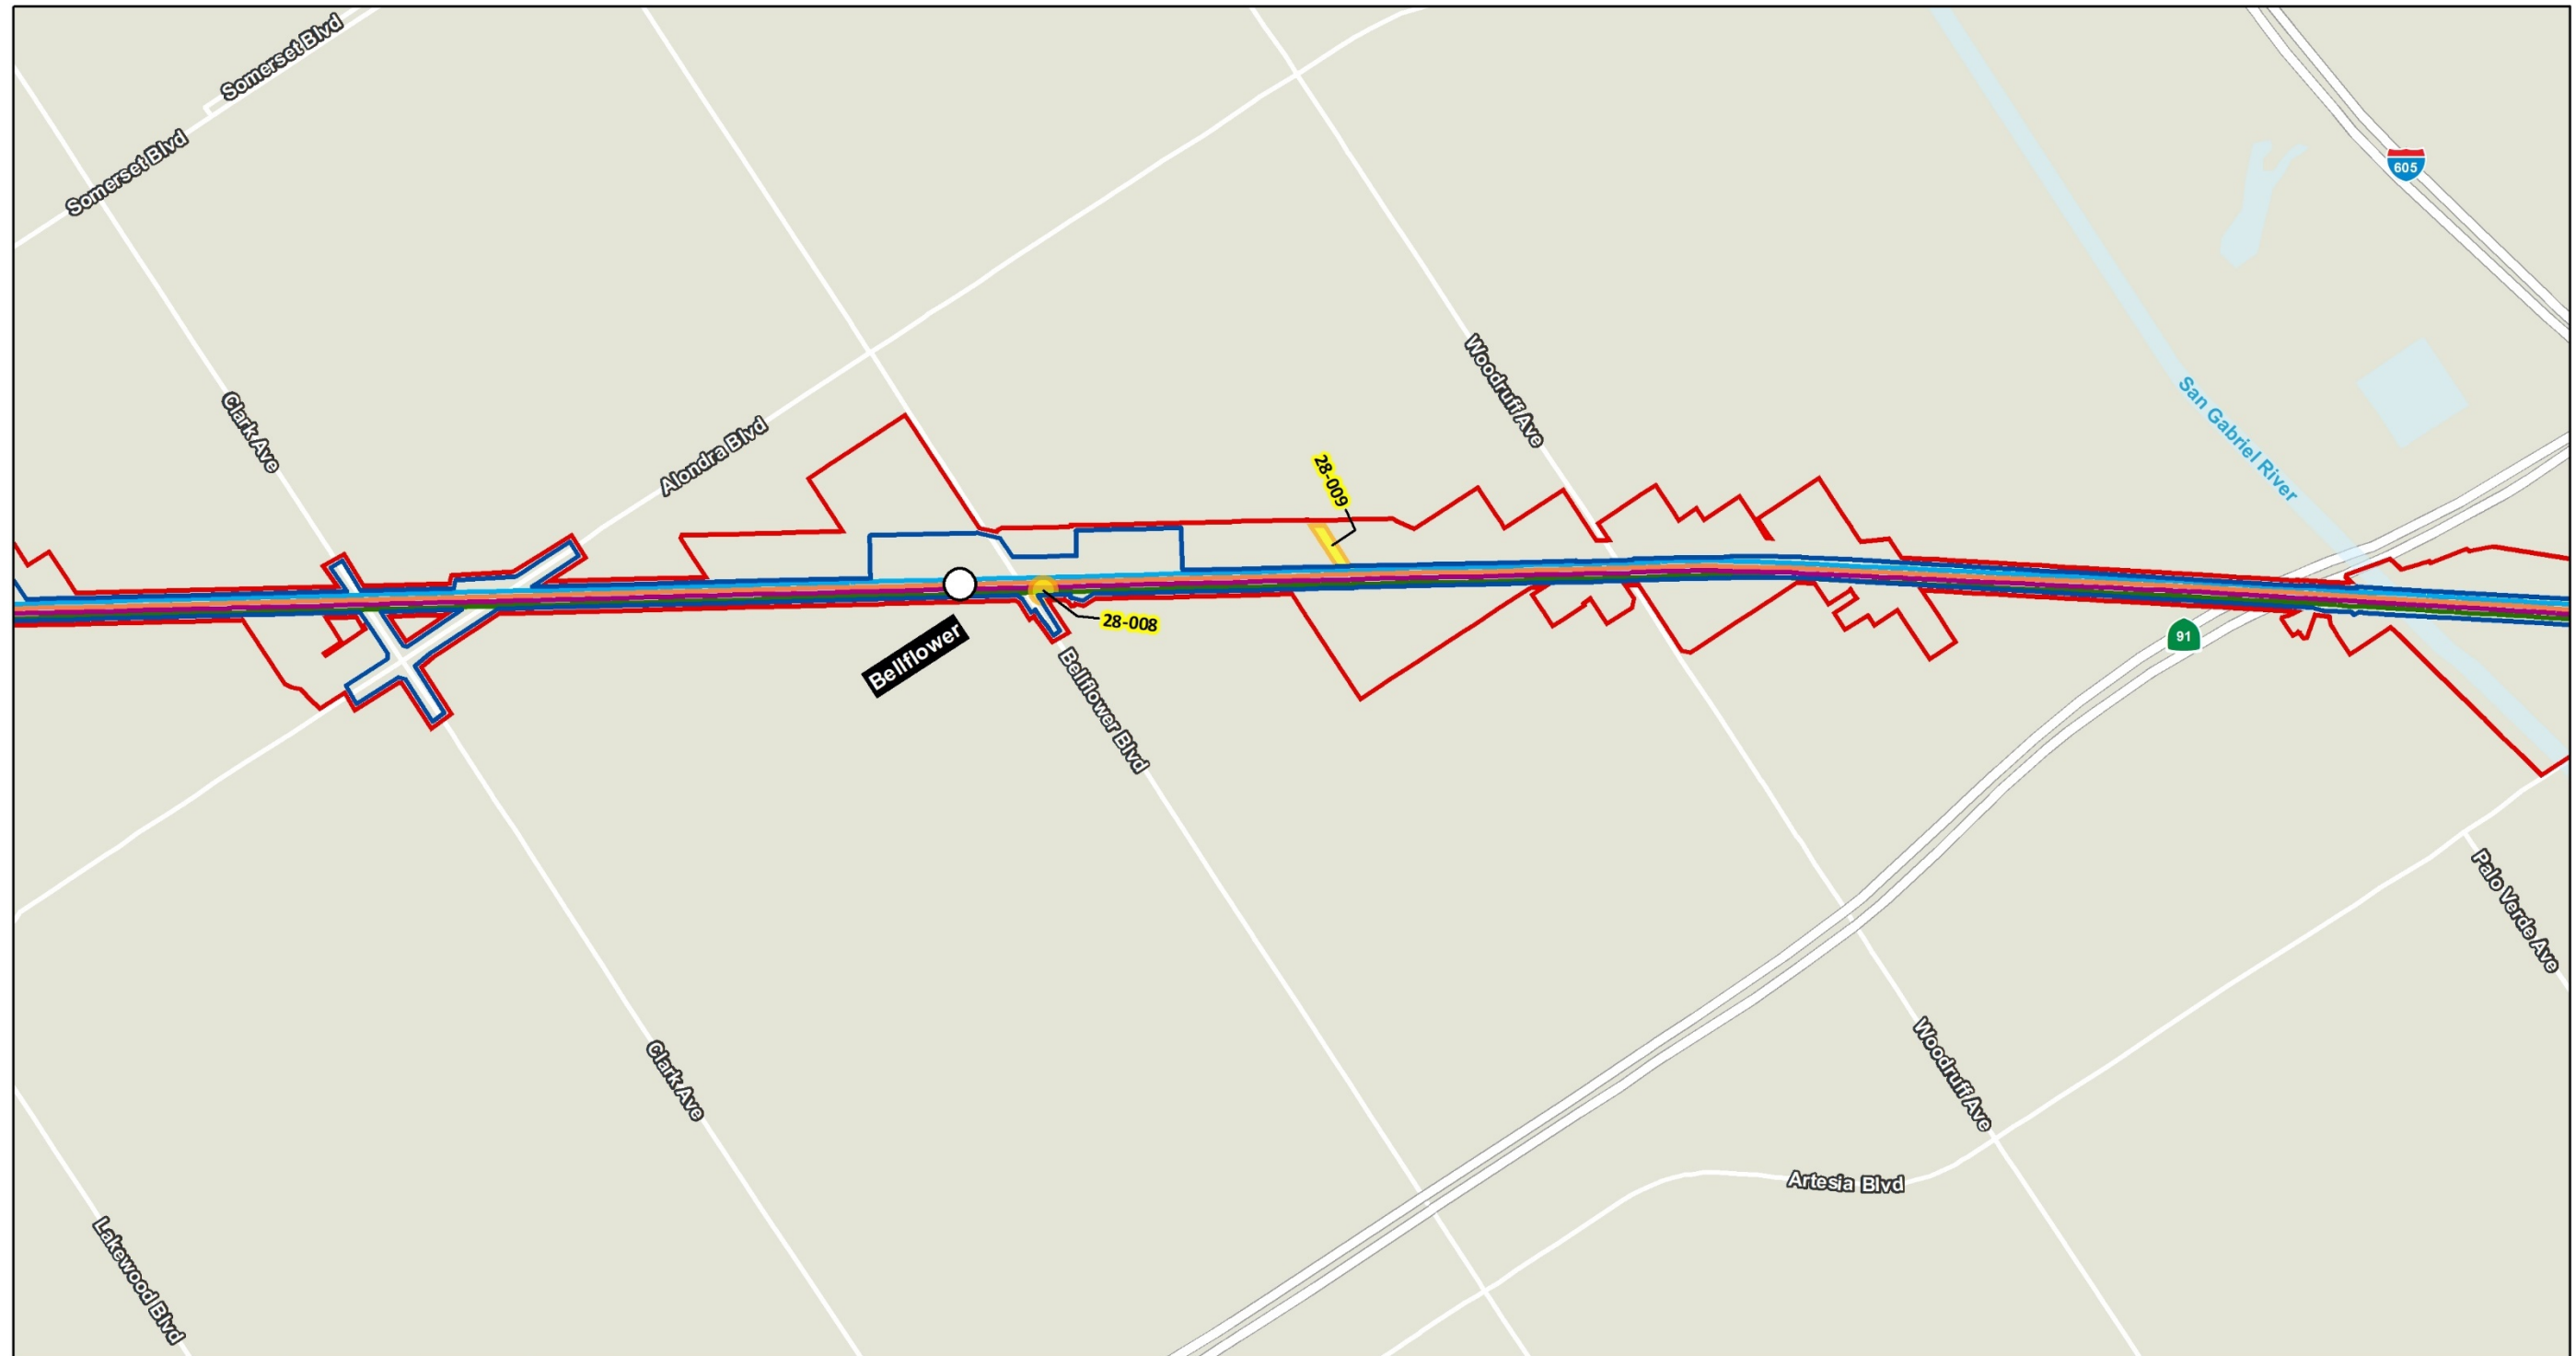 Somerset Blvd
Somerset Blvd
605
Clark Ave
Alondra Blvd
Woodruff Ave
San Gabriel River
28-009
28-008
91
Bellflower
Bellflower Blvd
Palo Verde Ave
Clark Ave
Woodruff Ave
Artesia Blvd
Lakewood Blvd